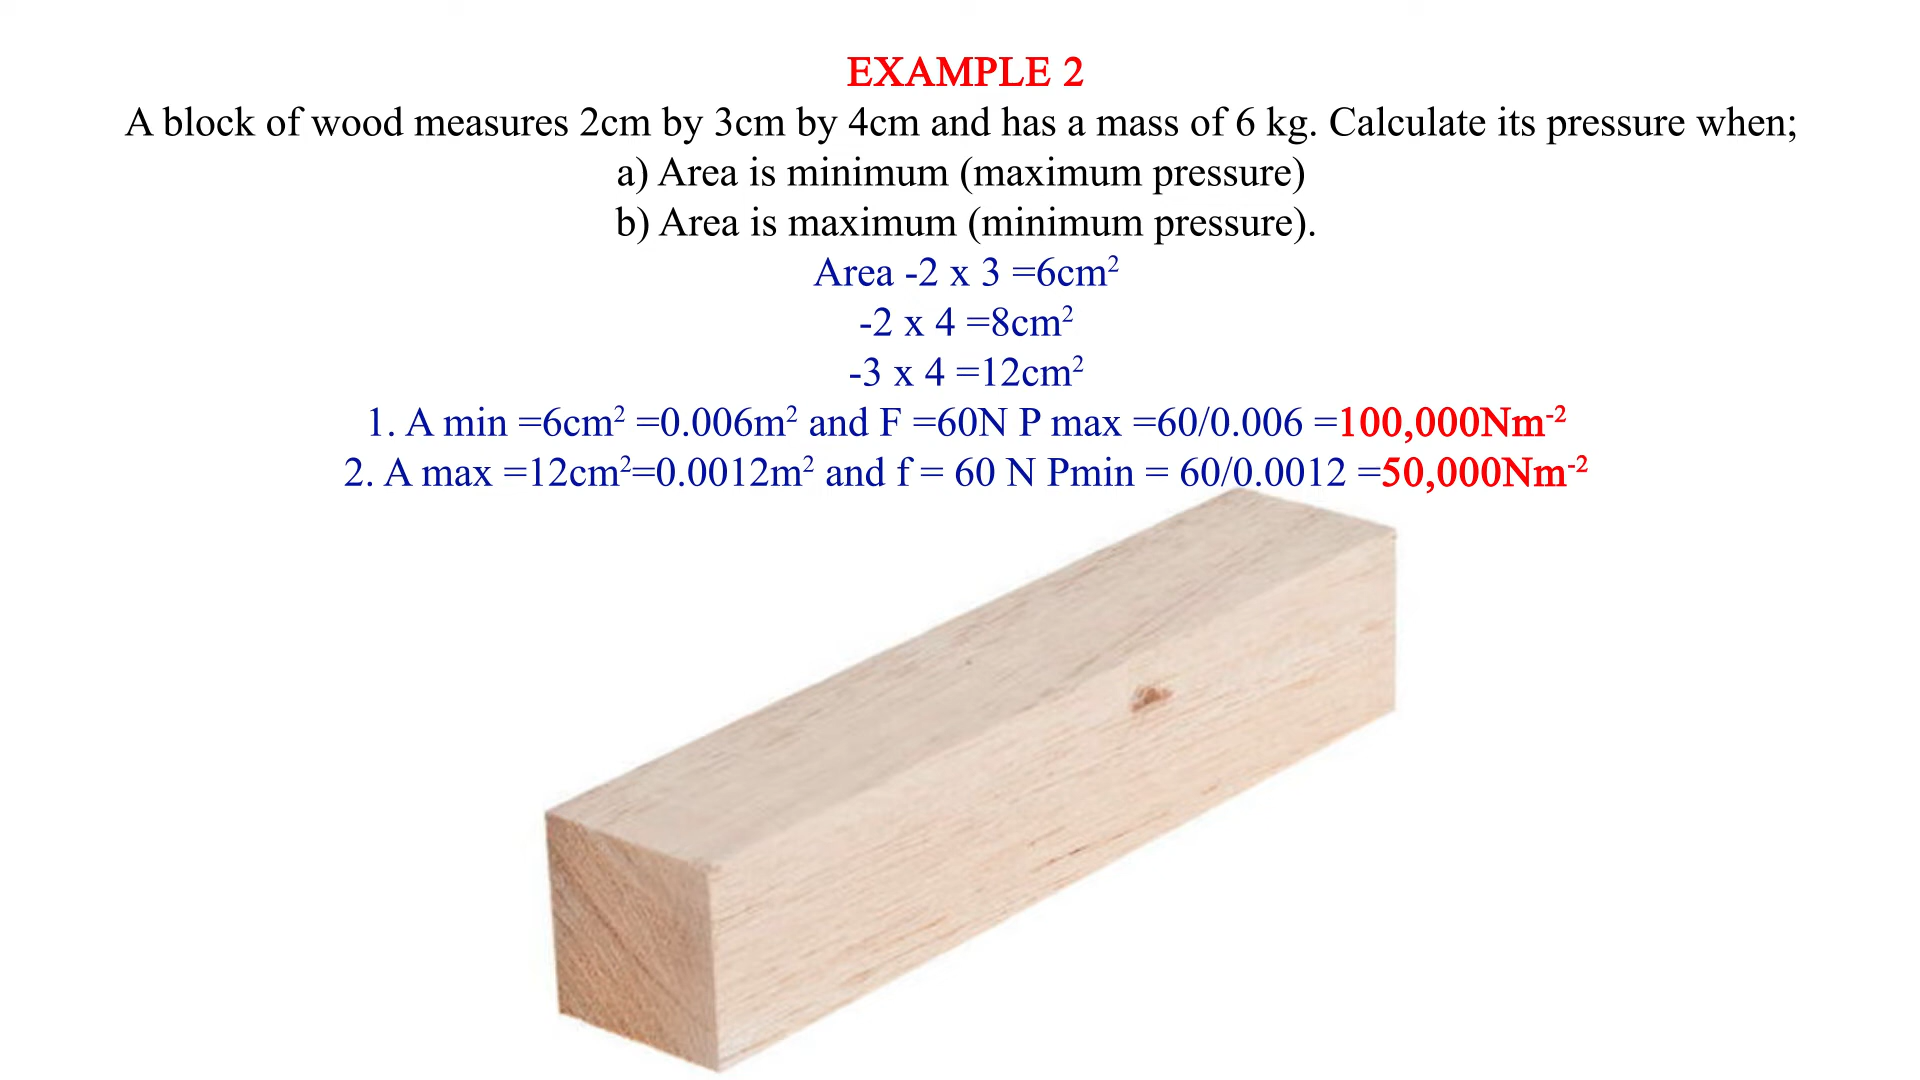 EXAMPLE 2
A block of wood measures 2cm by 3cm by 4cm and has a mass of 6 kg. Calculate its pressure when;
a) Area is minimum (maximum pressure)
b) Area is maximum (minimum pressure).
Area -2 x 3 =6cm²
-2 x 4 =8cm²
-3 x 4 =12cm²
1. A min =6cm² =0.006m² and F =60N P max =60/0.006 =100,000Nm⁻²
2. A max =12cm²=0.0012m² and f = 60 N Pmin = 60/0.0012 =50,000Nm⁻²